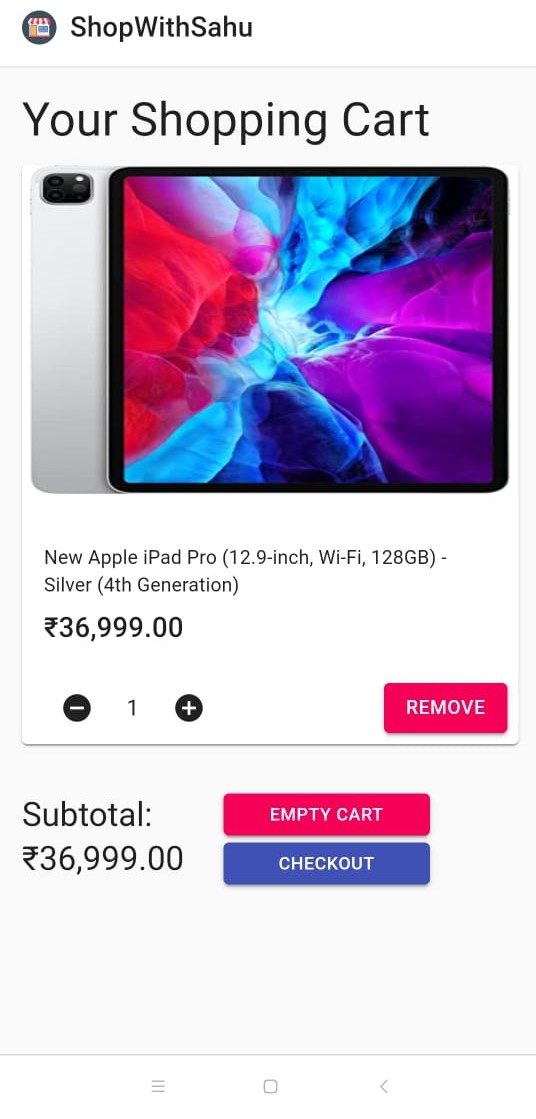 ShopWithSahu
Your Shopping Cart
New Apple iPad Pro (12.9-inch, Wi-Fi, 128GB) -
Silver (4th Generation)
₹36,999.00
1
REMOVE
Subtotal:
₹36,999.00
EMPTY CART
CHECKOUT